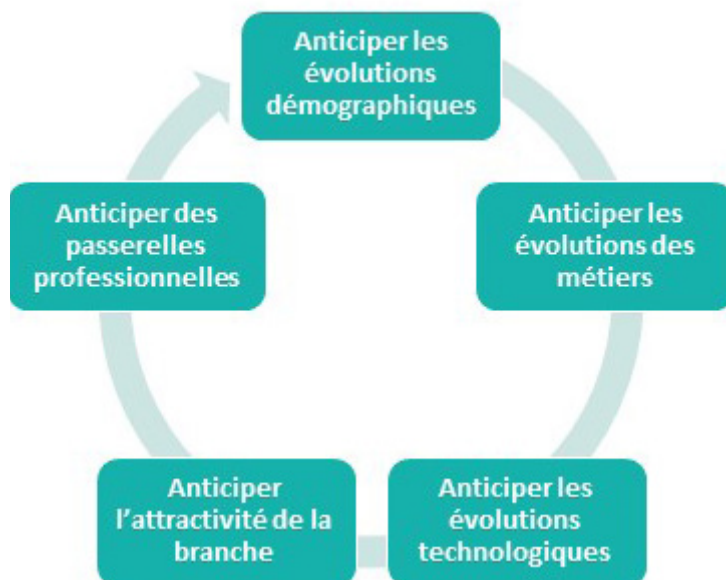 Anticiper les
évolutions
démographiques
Anticiper les
évolutions des
métiers
Anticiper les
évolutions
technologiques
Anticiper
l'attractivité de la
branche
Anticiper des
passerelles
professionnelles